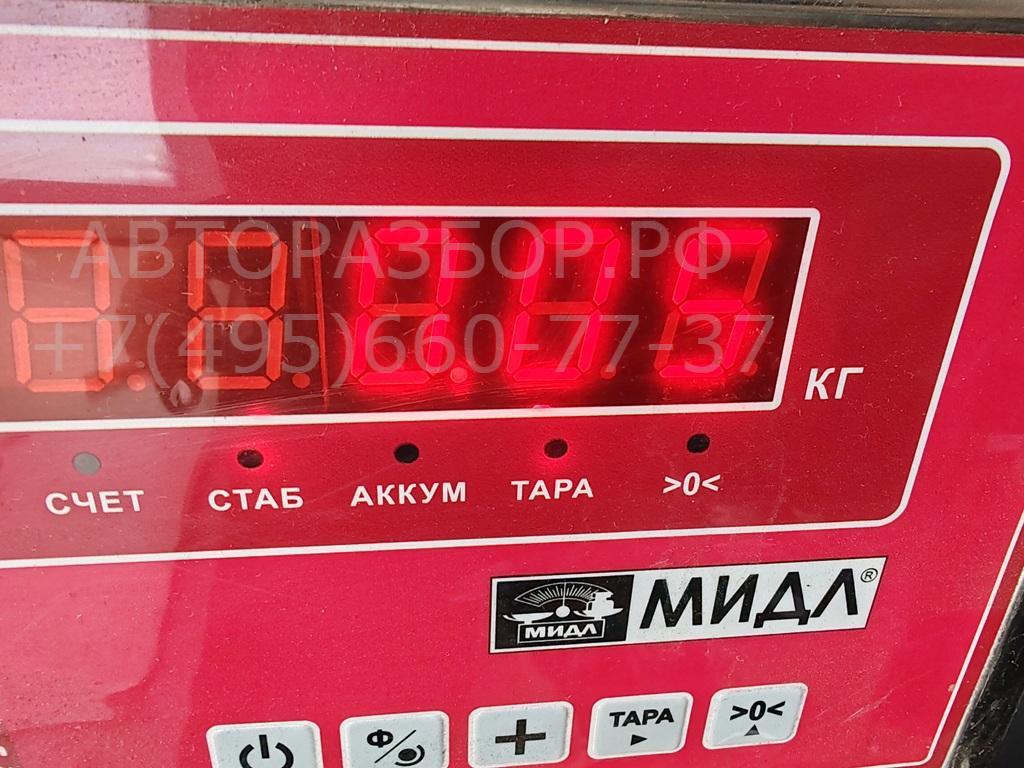 АВТОРАЗБОР.РФ
+7(495)660-77-37
КГ
СЧЕТ СТАБ АККУМ ТАРА >0<
МИДЛ МИДЛ®
Ф + ТАРА >0<